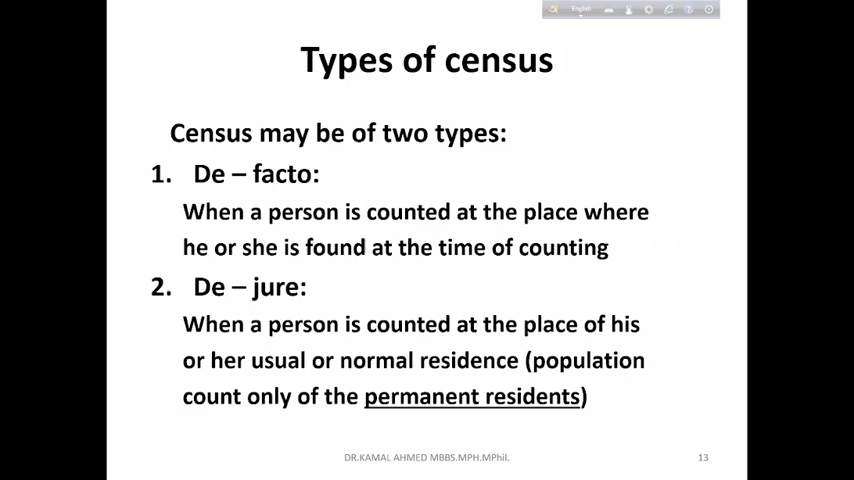 English
Types of census
Census may be of two types:
1. De – facto:
When a person is counted at the place where
he or she is found at the time of counting
2. De – jure:
When a person is counted at the place of his
or her usual or normal residence (population
count only of the permanent residents)
DR.KAMAL AHMED MBBS.MPH.MPhil.
13